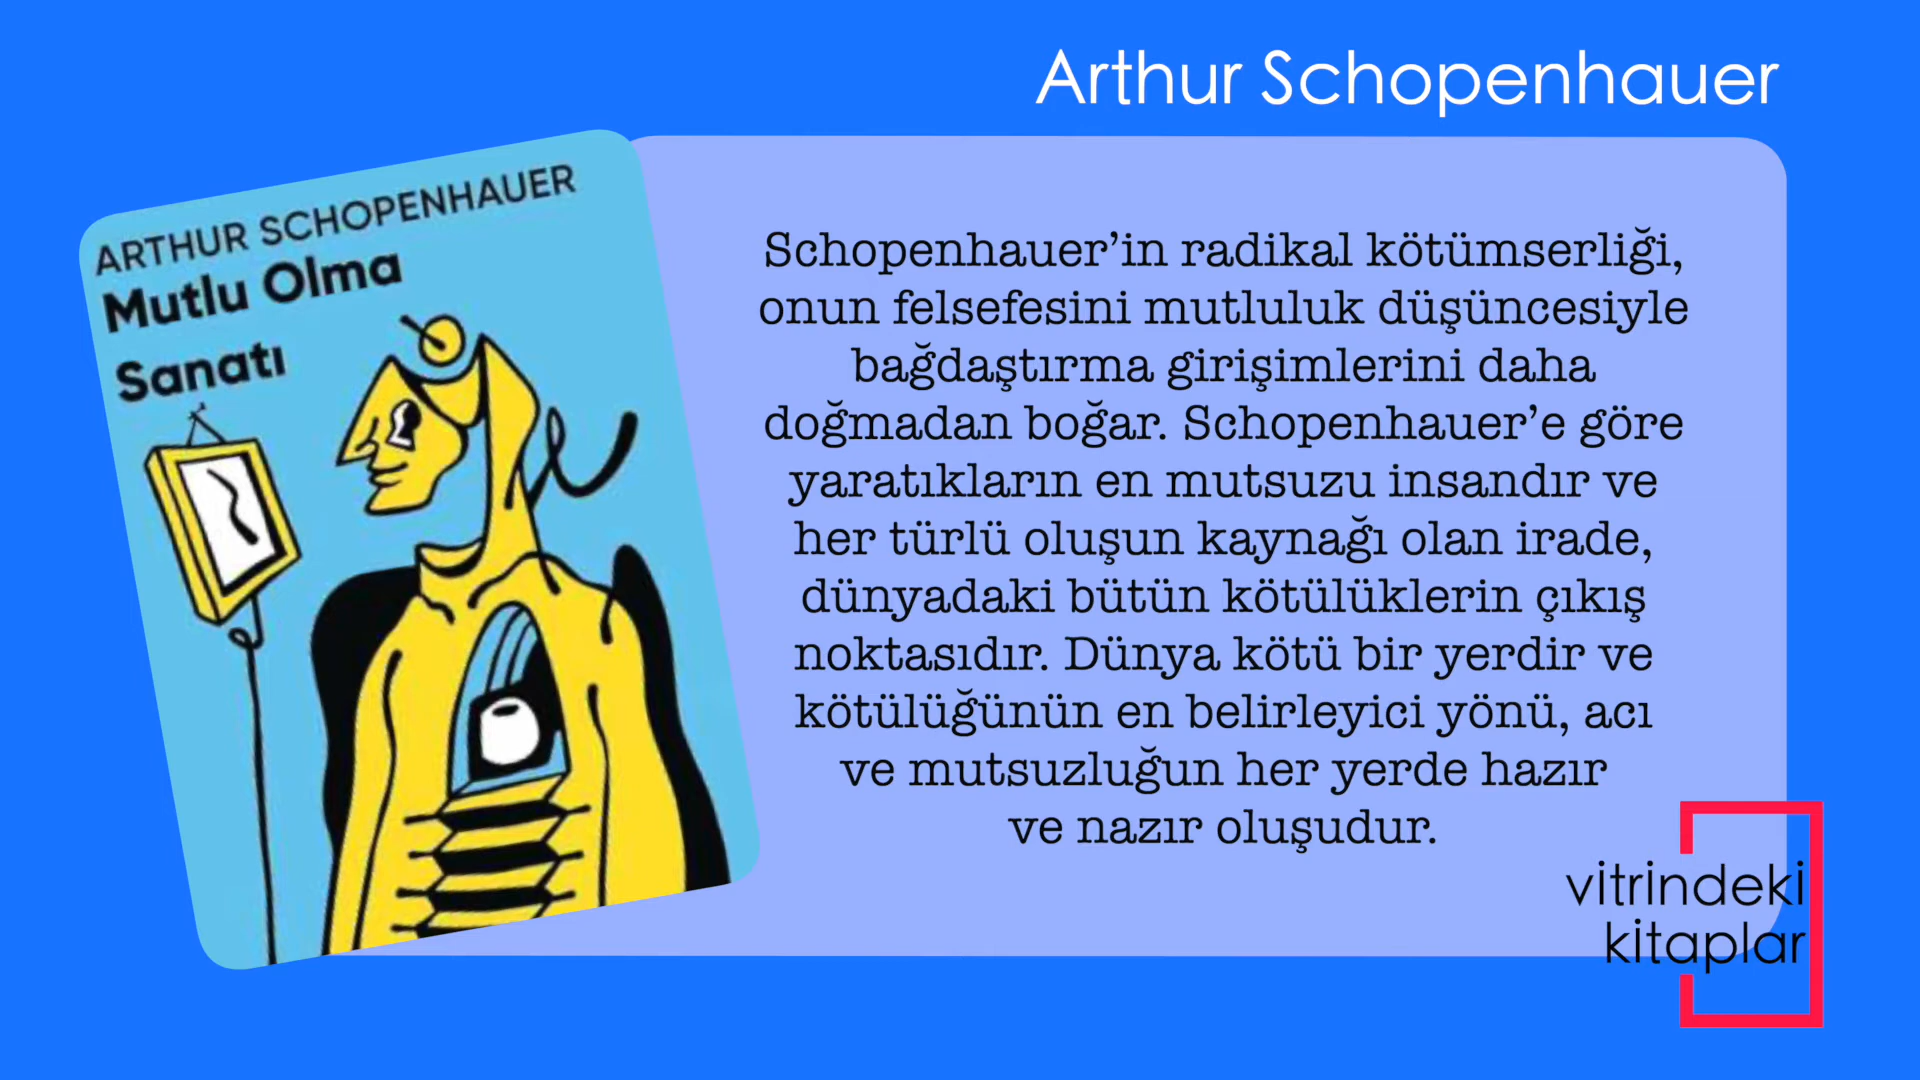 Arthur Schopenhauer
ARTHUR SCHOPENHAUER
Mutlu Olma
Sanatı
Schopenhauer’in radikal kötümserliği,
onun felsefesini mutluluk düşüncesiyle
bağdaştırma girişimlerini daha
doğmadan boğar. Schopenhauer’e göre
yaratıkların en mutsuzu insandır ve
her türlü oluşun kaynağı olan irade,
dünyadaki bütün kötülüklerin çıkış
noktasıdır. Dünya kötü bir yerdir ve
kötülüğünün en belirleyici yönü, acı
ve mutsuzluğun her yerde hazır
ve nazır oluşudur.
vitrindeki
kitaplar